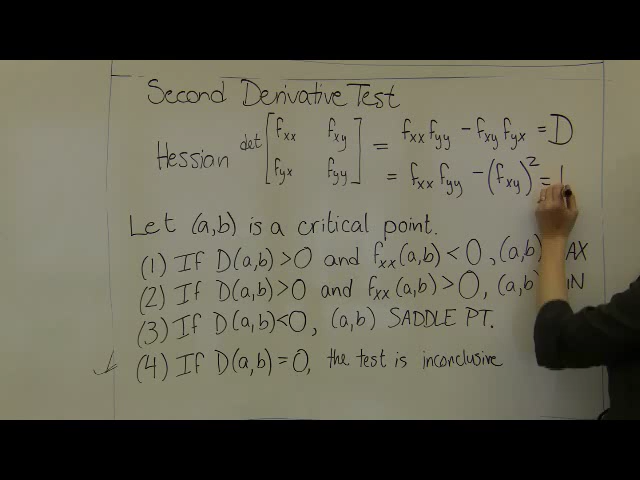 Second Derivative Test
Hessian det [ fxx fxy ; fyx fyy ] = fxx fyy - fxy fyx = D
= fxx fyy - (fxy)² =
Let (a,b) is a critical point.
(1) If D(a,b) > 0 and fxx(a,b) < 0, (a,b)
(2) If D(a,b) > 0 and fxx(a,b) > 0, (a,b)
(3) If D(a,b) < 0, (a,b) SADDLE PT.
(4) If D(a,b) = 0, the test is inconclusive